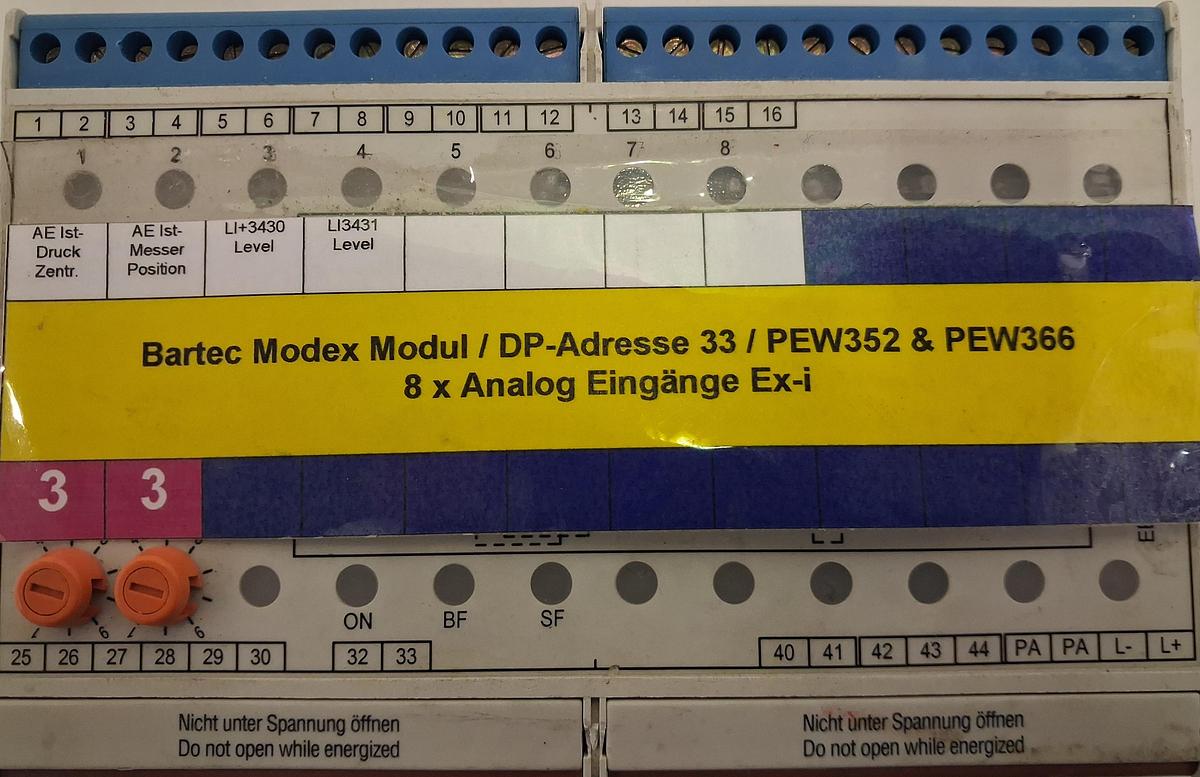 1 2 3 4 5 6 7 8 9 10 11 12 13 14 15 16
1 2 3 4 5 6 7 8
AE Ist-
Druck
Zentr.
AE Ist-
Messer
Position
LI+3430
Level
LI3431
Level
Bartec Modex Modul / DP-Adresse 33 / PEW352 & PEW366
8 x Analog Eingänge Ex-i
3 3
6 6
ON BF SF
25 26 27 28 29 30 32 33 40 41 42 43 44 PA PA L- L+
Nicht unter Spannung öffnen
Do not open while energized
Nicht unter Spannung öffnen
Do not open while energized